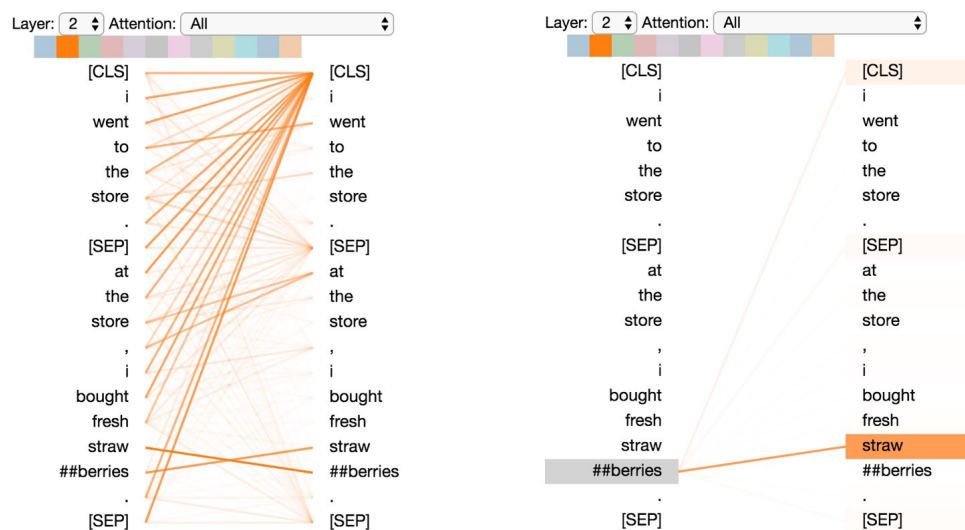 Layer: 2 Attention: All
[CLS] [CLS]
i i
went went
to to
the the
store store
. .
[SEP] [SEP]
at at
the the
store store
, ,
i i
bought bought
fresh fresh
straw straw
##berries ##berries
. .
[SEP] [SEP]
Layer: 2 Attention: All
[CLS] [CLS]
i i
went went
to to
the the
store store
. .
[SEP] [SEP]
at at
the the
store store
, ,
i i
bought bought
fresh fresh
straw straw
##berries ##berries
. .
[SEP] [SEP]